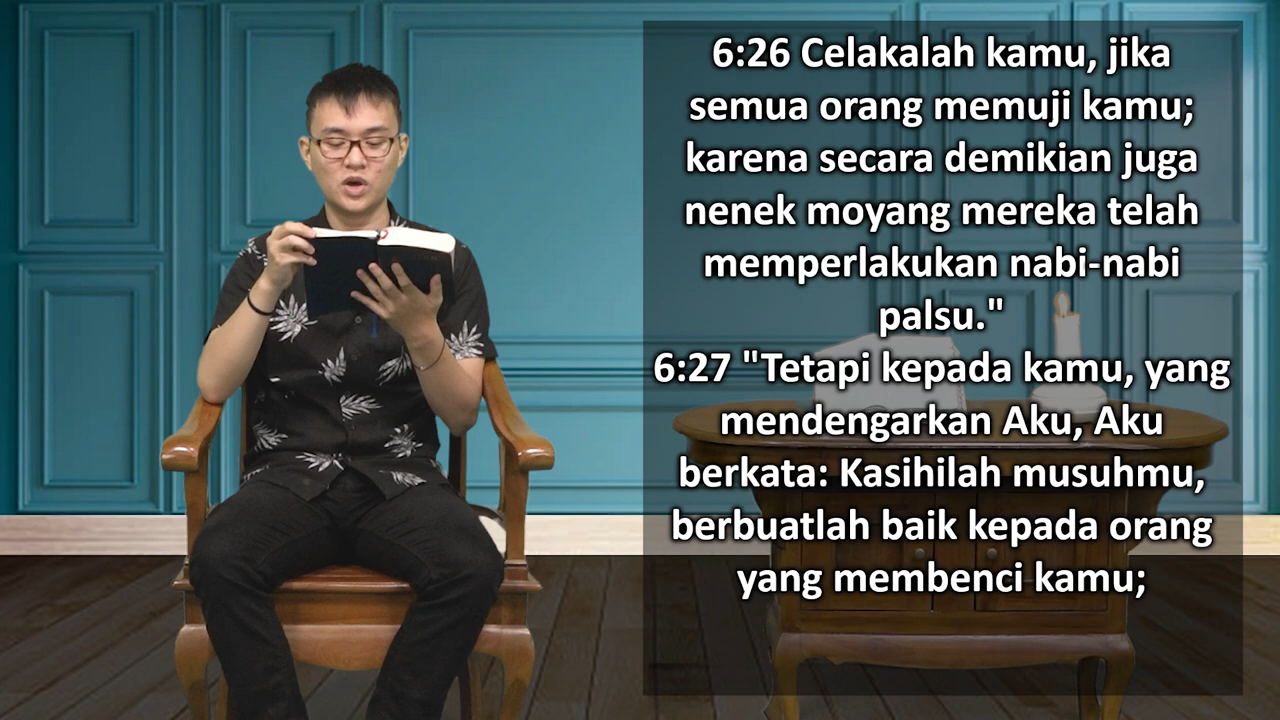 6:26 Celakalah kamu, jika
semua orang memuji kamu;
karena secara demikian juga
nenek moyang mereka telah
memperlakukan nabi-nabi
palsu."
6:27 "Tetapi kepada kamu, yang
mendengarkan Aku, Aku
berkata: Kasihilah musuhmu,
berbuatlah baik kepada orang
yang membenci kamu;